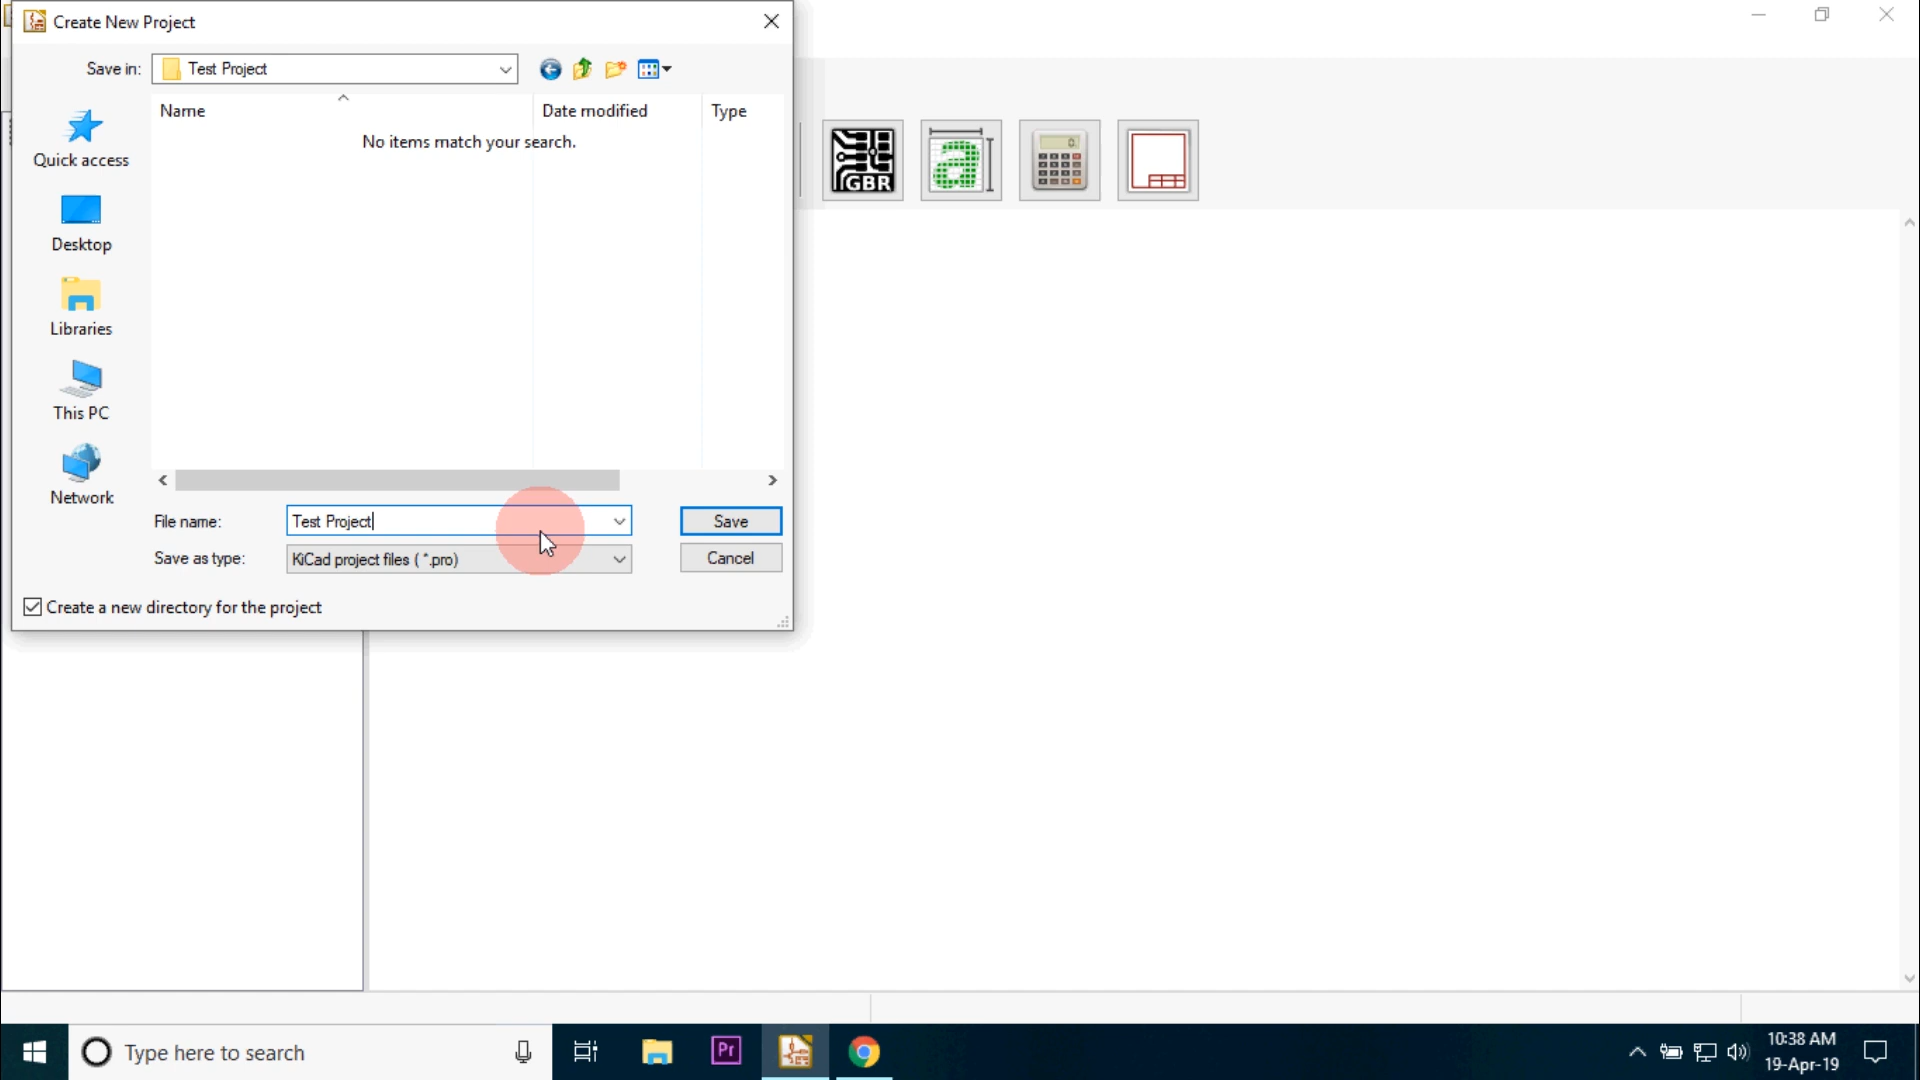 Create New Project
Save in: Test Project
Name Date modified Type
No items match your search.
Quick access
Desktop
Libraries
This PC
Network
GBR
a
File name: Test Project Save
Save as type: KiCad project files ( *.pro) Cancel
Create a new directory for the project
Type here to search
Pr
10:38 AM
19-Apr-19